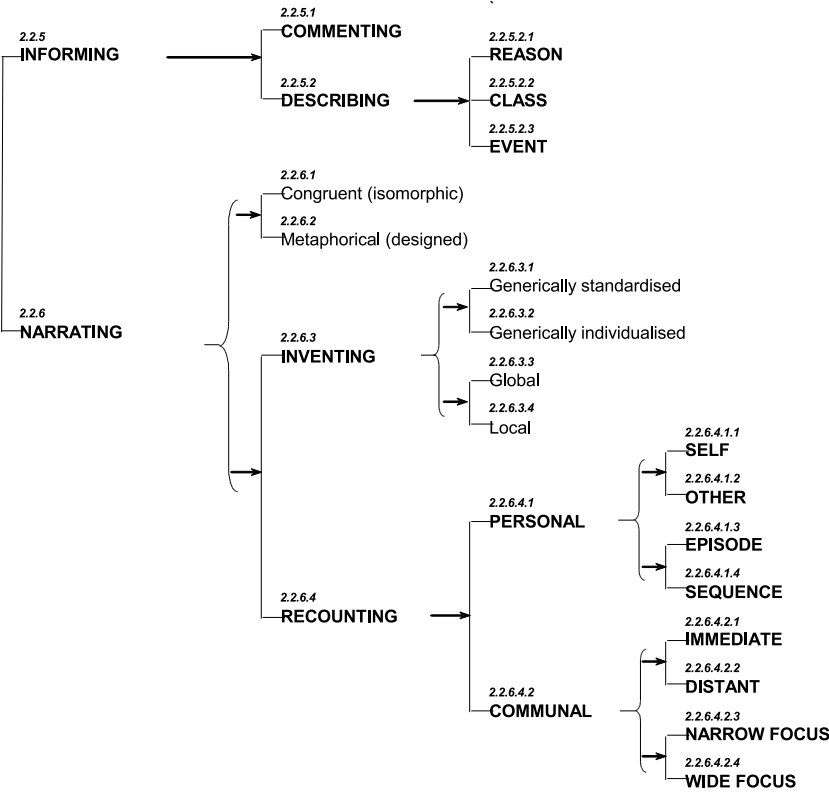 2.2.5.1
COMMENTING
2.2.5
INFORMING
2.2.5.2.1
REASON
2.2.5.2
DESCRIBING
2.2.5.2.2
CLASS
2.2.5.2.3
EVENT
2.2.6.1
Congruent (isomorphic)
2.2.6.2
Metaphorical (designed)
2.2.6
NARRATING
2.2.6.3.1
Generically standardised
2.2.6.3.2
Generically individualised
2.2.6.3
INVENTING
2.2.6.3.3
Global
2.2.6.3.4
Local
2.2.6.4.1.1
SELF
2.2.6.4.1.2
OTHER
2.2.6.4.1
PERSONAL
2.2.6.4.1.3
EPISODE
2.2.6.4.1.4
SEQUENCE
2.2.6.4
RECOUNTING
2.2.6.4.2.1
IMMEDIATE
2.2.6.4.2.2
DISTANT
2.2.6.4.2
COMMUNAL
2.2.6.4.2.3
NARROW FOCUS
2.2.6.4.2.4
WIDE FOCUS